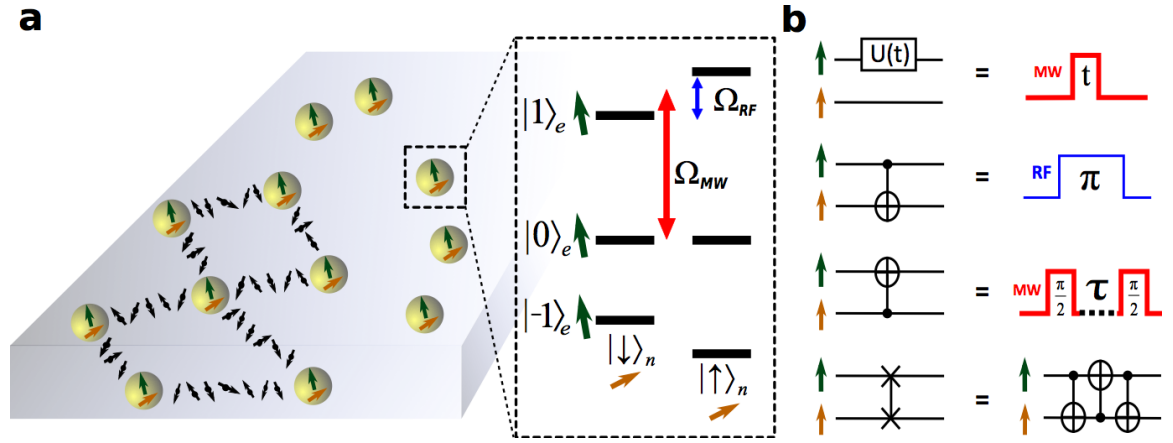 a
|1⟩e
|0⟩e
|-1⟩e
ΩRF
ΩMW
|↓⟩n
|↑⟩n
b
U(t)
=
MW
t
=
RF
π
=
MW
π/2
τ
π/2
=